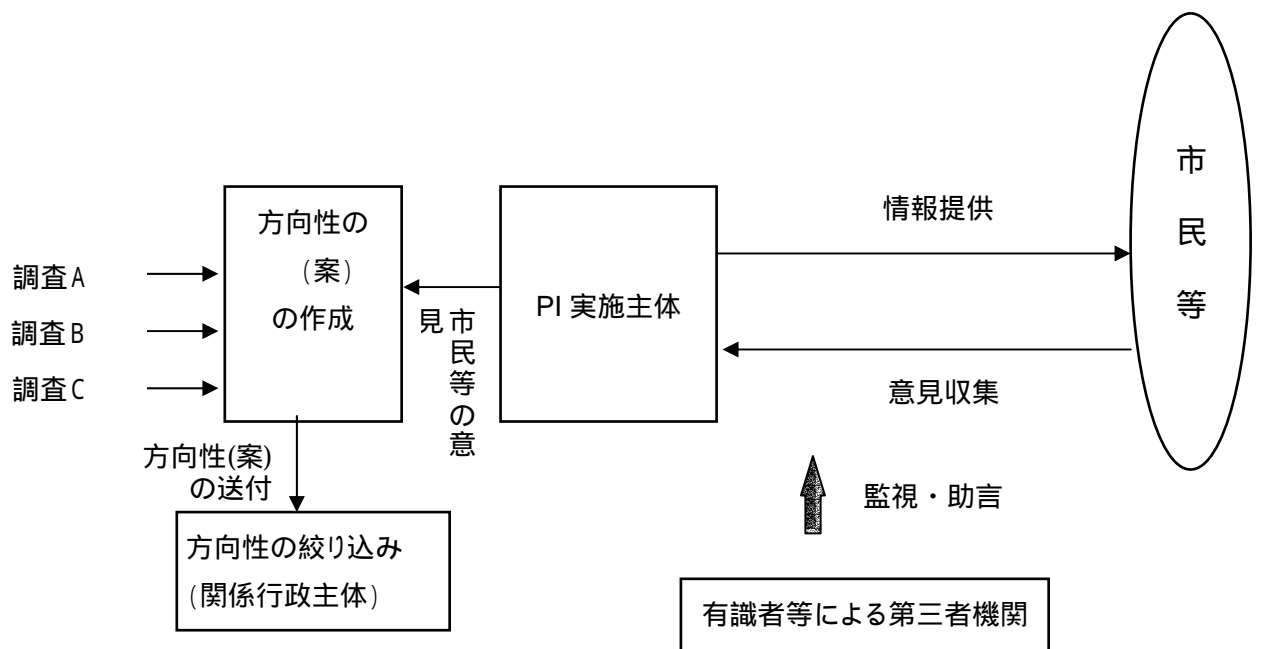 市民等
情報提供
方向性の
(案)
の作成
調査A
調査B
調査C
市民等の意
見
PI 実施主体
意見収集
方向性(案)
の送付
監視・助言
方向性の絞り込み
(関係行政主体)
有識者等による第三者機関